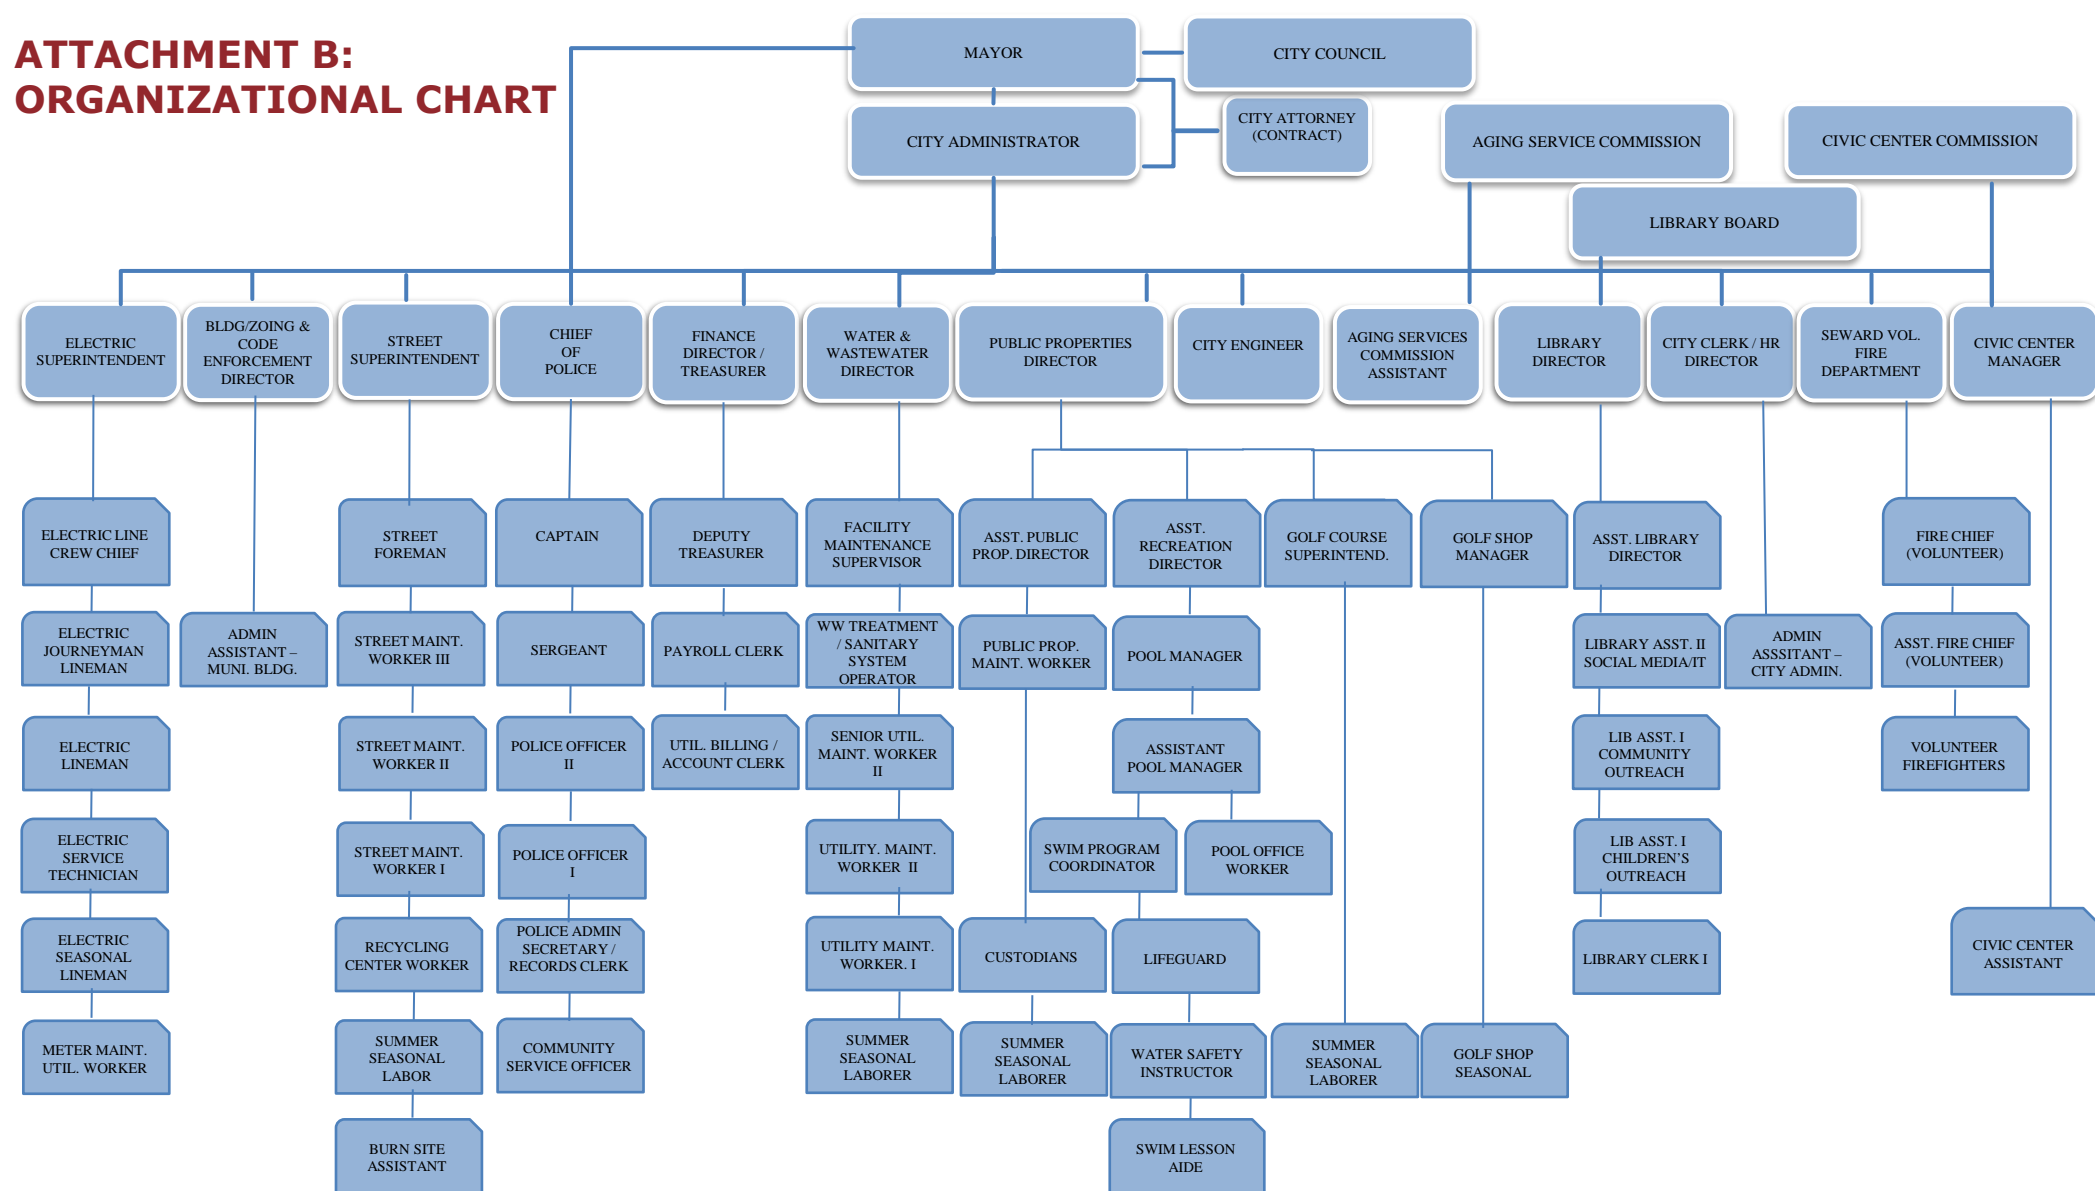 ATTACHMENT B:
ORGANIZATIONAL CHART
MAYOR
CITY COUNCIL
CITY ADMINISTRATOR
CITY ATTORNEY
(CONTRACT)
AGING SERVICE COMMISSION
CIVIC CENTER COMMISSION
LIBRARY BOARD
ELECTRIC
SUPERINTENDENT
BLDG/ZOING &
CODE
ENFORCEMENT
DIRECTOR
STREET
SUPERINTENDENT
CHIEF
OF
POLICE
FINANCE
DIRECTOR /
TREASURER
WATER &
WASTEWATER
DIRECTOR
PUBLIC PROPERTIES
DIRECTOR
CITY ENGINEER
AGING SERVICES
COMMISSION
ASSISTANT
LIBRARY
DIRECTOR
CITY CLERK / HR
DIRECTOR
SEWARD VOL.
FIRE
DEPARTMENT
CIVIC CENTER
MANAGER
ELECTRIC LINE
CREW CHIEF
STREET
FOREMAN
CAPTAIN
DEPUTY
TREASURER
FACILITY
MAINTENANCE
SUPERVISOR
ASST. PUBLIC
PROP. DIRECTOR
ASST.
RECREATION
DIRECTOR
GOLF COURSE
SUPERINTEND.
GOLF SHOP
MANAGER
ASST. LIBRARY
DIRECTOR
FIRE CHIEF
(VOLUNTEER)
ELECTRIC
JOURNEYMAN
LINEMAN
ADMIN
ASSISTANT –
MUNI. BLDG.
STREET MAINT.
WORKER III
SERGEANT
PAYROLL CLERK
WW TREATMENT
/ SANITARY
SYSTEM
OPERATOR
PUBLIC PROP.
MAINT. WORKER
POOL MANAGER
LIBRARY ASST. II
SOCIAL MEDIA/IT
ADMIN
ASSSITANT –
CITY ADMIN.
ASST. FIRE CHIEF
(VOLUNTEER)
ELECTRIC
LINEMAN
STREET MAINT.
WORKER II
POLICE OFFICER
II
UTIL. BILLING /
ACCOUNT CLERK
SENIOR UTIL.
MAINT. WORKER
II
ASSISTANT
POOL MANAGER
LIB ASST. I
COMMUNITY
OUTREACH
VOLUNTEER
FIREFIGHTERS
ELECTRIC
SERVICE
TECHNICIAN
STREET MAINT.
WORKER I
POLICE OFFICER
I
UTILITY. MAINT.
WORKER  II
SWIM PROGRAM
COORDINATOR
POOL OFFICE
WORKER
LIB ASST. I
CHILDREN'S
OUTREACH
ELECTRIC
SEASONAL
LINEMAN
RECYCLING
CENTER WORKER
POLICE ADMIN
SECRETARY /
RECORDS CLERK
UTILITY MAINT.
WORKER. I
CUSTODIANS
LIFEGUARD
LIBRARY CLERK I
CIVIC CENTER
ASSISTANT
METER MAINT.
UTIL. WORKER
SUMMER
SEASONAL
LABOR
COMMUNITY
SERVICE OFFICER
SUMMER
SEASONAL
LABORER
SUMMER
SEASONAL
LABORER
WATER SAFETY
INSTRUCTOR
SUMMER
SEASONAL
LABORER
GOLF SHOP
SEASONAL
BURN SITE
ASSISTANT
SWIM LESSON
AIDE